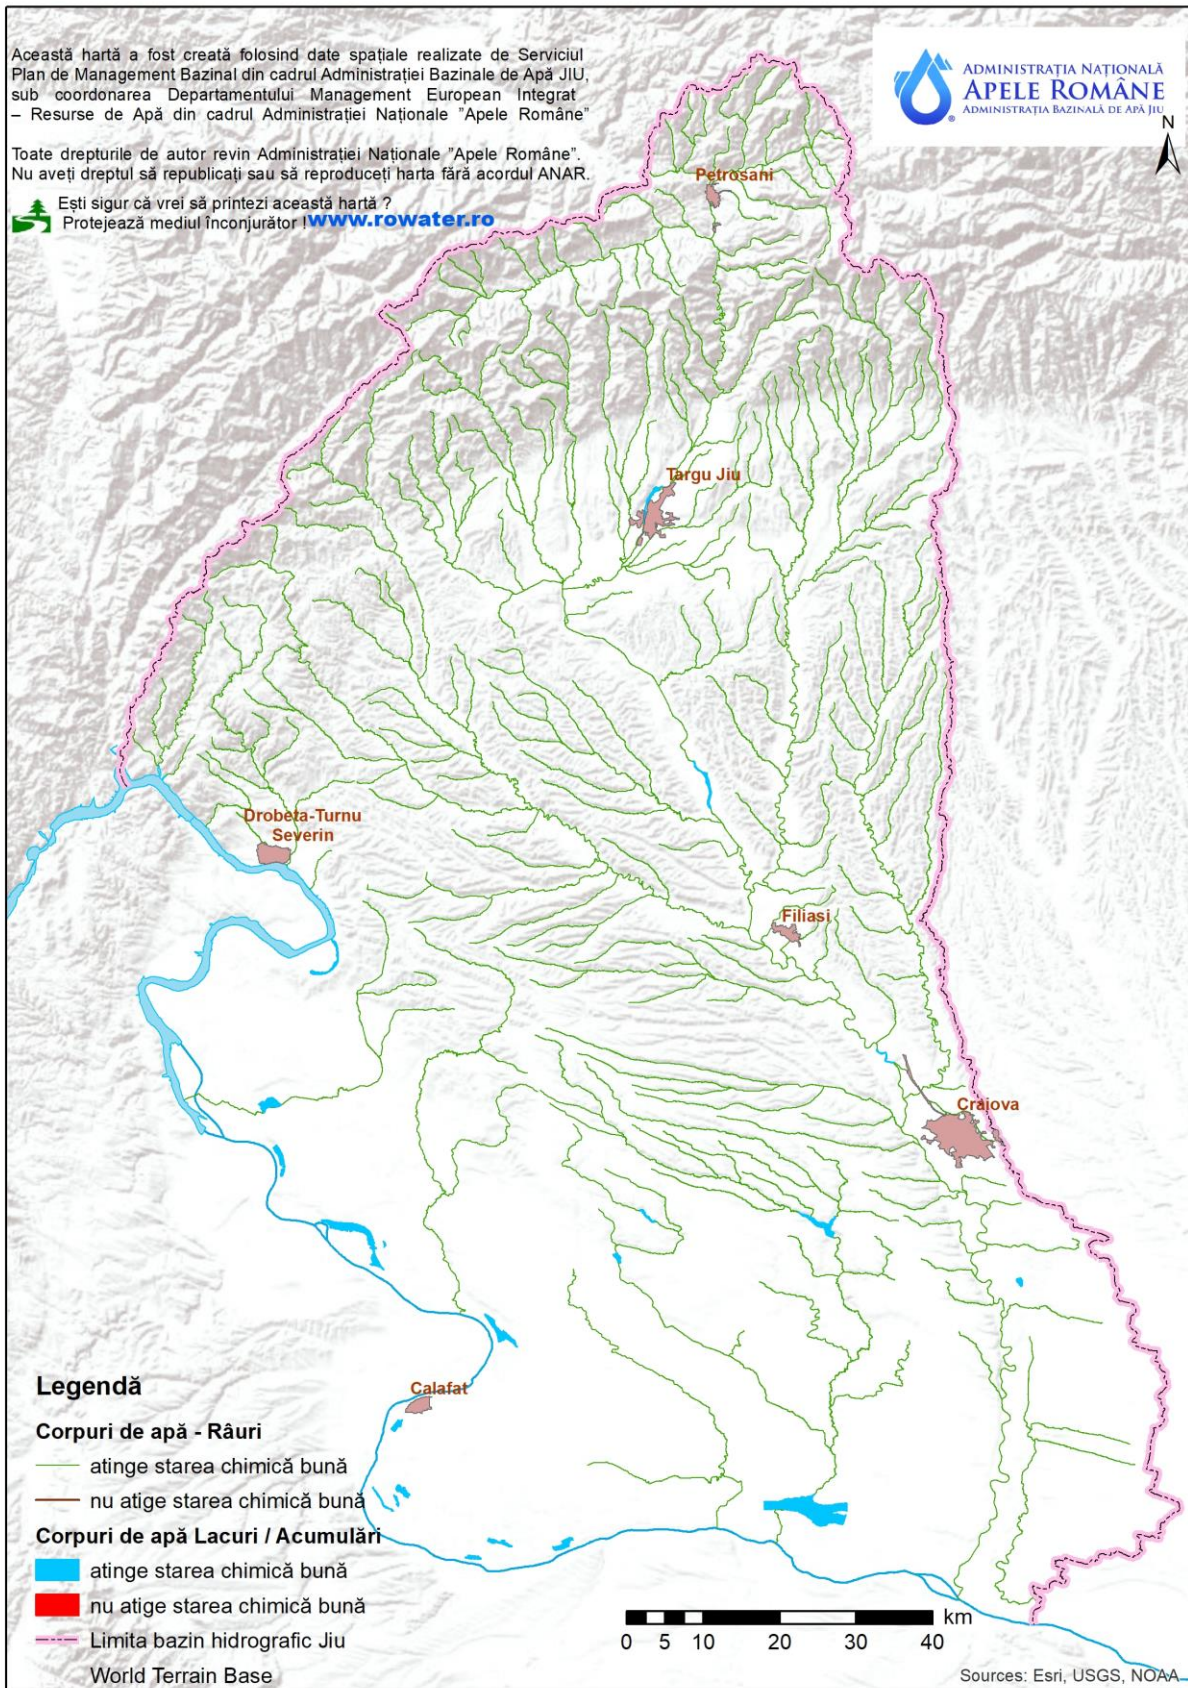 Această hartă a fost creată folosind date spațiale realizate de Serviciul
Plan de Management Bazinal din cadrul Administrației Bazinale de Apă JIU,
sub coordonarea Departamentului Management European Integrat
– Resurse de Apă din cadrul Administrației Naționale ”Apele Române”
Toate drepturile de autor revin Administrației Naționale ”Apele Române”.
Nu aveți dreptul să republicați sau să reproduceți harta fără acordul ANAR.
Ești sigur că vrei să printezi această hartă ?
Protejează mediul înconjurător ! www.rowater.ro
ADMINISTRAȚIA NAȚIONALĂ
APELE ROMÂNE
ADMINISTRAȚIA BAZINALĂ DE APĂ JIU
®
N
Petrosani
Targu Jiu
Drobeta-Turnu
Severin
Filiasi
Craiova
Calafat
Legendă
Corpuri de apă - Râuri
atinge starea chimică bună
nu atige starea chimică bună
Corpuri de apă Lacuri / Acumulări
atinge starea chimică bună
nu atige starea chimică bună
Limita bazin hidrografic Jiu
World Terrain Base
km
0 5 10 20 30 40
Sources: Esri, USGS, NOAA